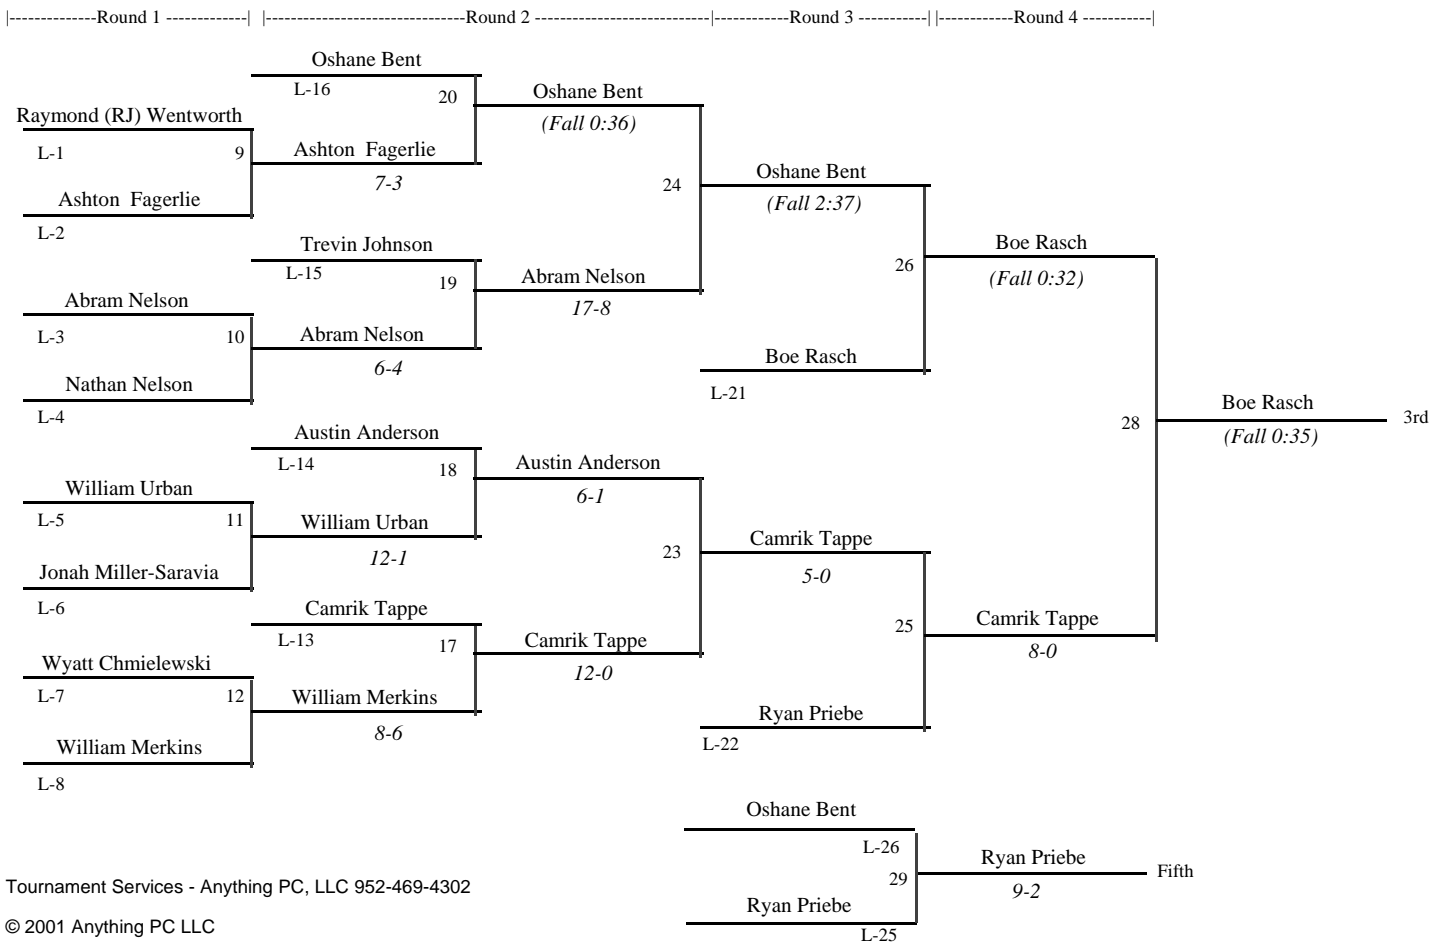 |--------------Round 1 -------------| |--------------------------------Round 2 ----------------------------|-------------Round 3 -----------| |------------Round 4 -----------|
Oshane Bent
L-16
20
Oshane Bent
(Fall 0:36)
Raymond (RJ) Wentworth
L-1
9
Ashton  Fagerlie
7-3
Ashton  Fagerlie
L-2
24
Oshane Bent
(Fall 2:37)
Trevin Johnson
L-15
19
Abram Nelson
17-8
Abram Nelson
L-3
10
Abram Nelson
6-4
Nathan Nelson
L-4
26
Boe Rasch
(Fall 0:32)
Boe Rasch
L-21
28
Boe Rasch
(Fall 0:35)
3rd
Austin Anderson
L-14
18
Austin Anderson
6-1
William Urban
L-5
11
William Urban
12-1
Jonah Miller-Saravia
L-6
23
Camrik Tappe
5-0
Camrik Tappe
L-13
17
Camrik Tappe
12-0
Wyatt Chmielewski
L-7
12
William Merkins
8-6
William Merkins
L-8
25
Camrik Tappe
8-0
Ryan Priebe
L-22
Oshane Bent
L-26
29
Ryan Priebe
9-2
Fifth
Ryan Priebe
L-25
Tournament Services - Anything PC, LLC 952-469-4302
© 2001 Anything PC LLC